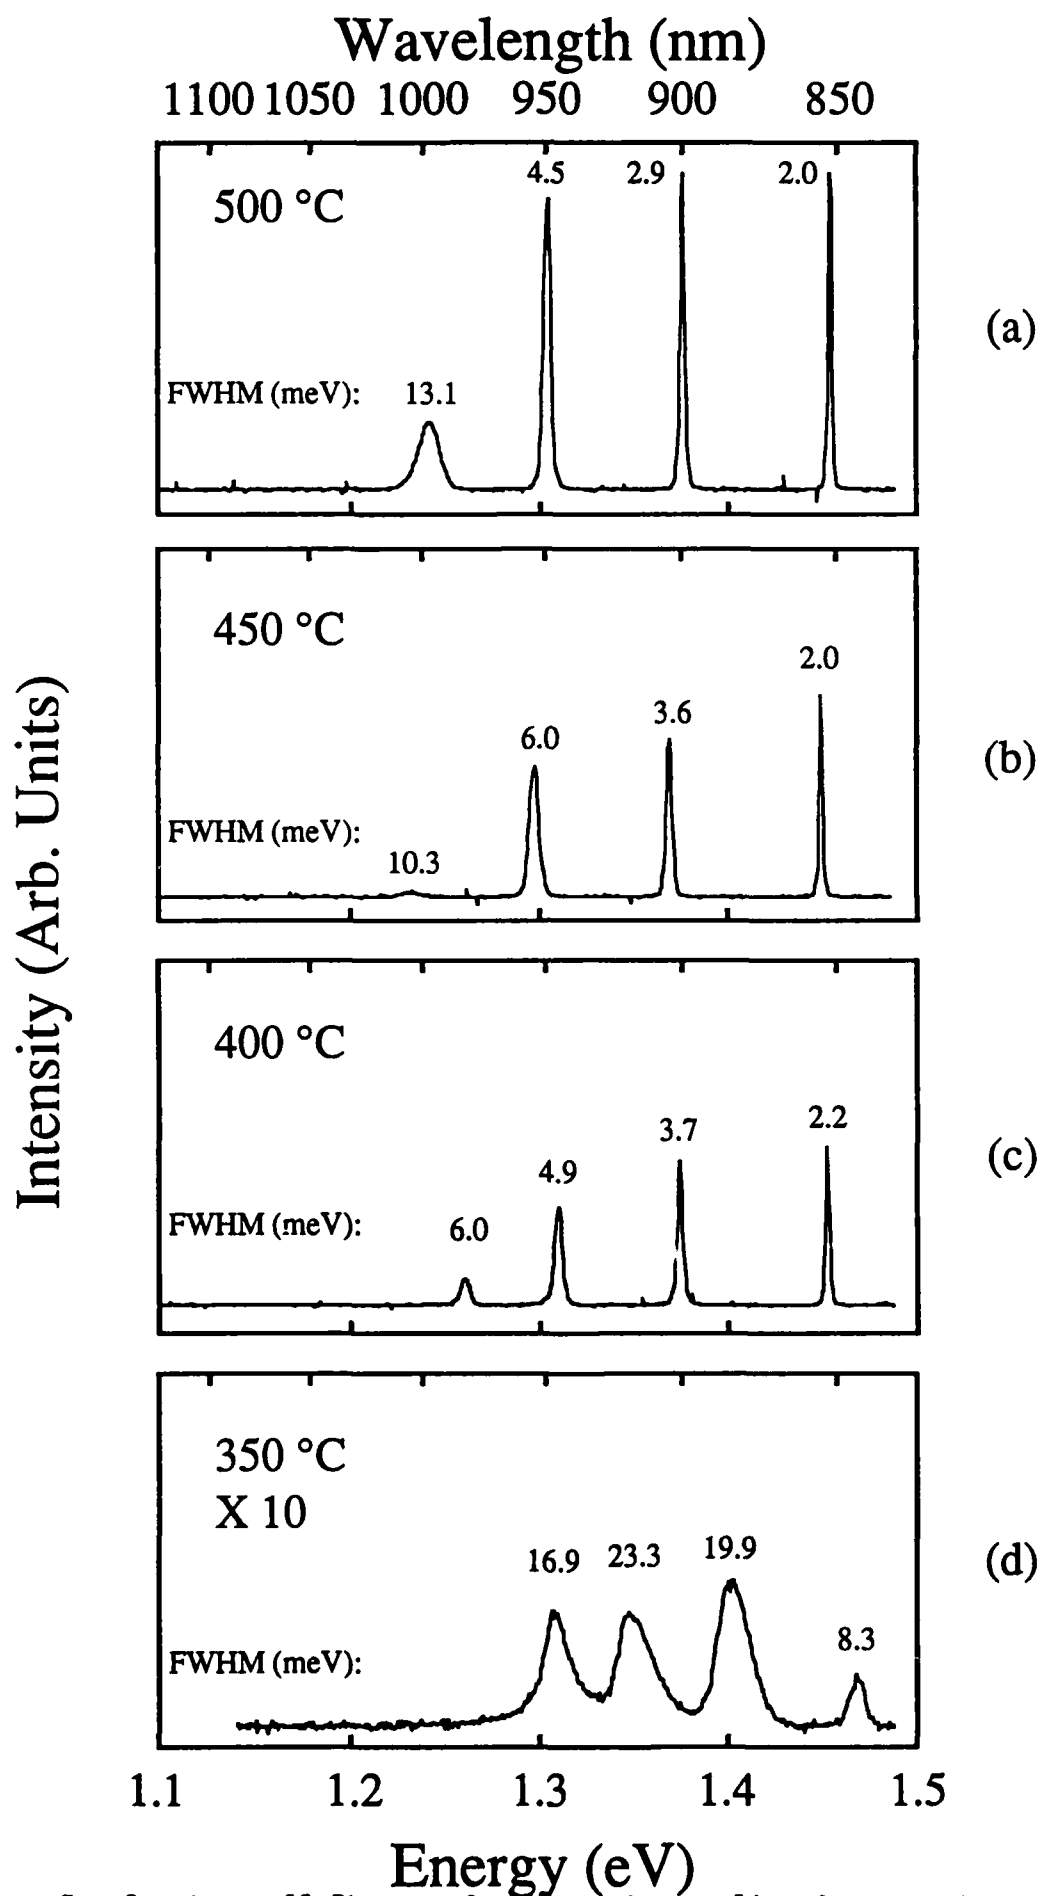 Wavelength (nm)
1100 1050 1000 950 900 850
500 °C
4.5 2.9 2.0
FWHM (meV): 13.1
(a)
450 °C
2.0
3.6
6.0
FWHM (meV):
10.3
(b)
400 °C
2.2
3.7
4.9
FWHM (meV): 6.0
(c)
350 °C
X 10
16.9 23.3 19.9
8.3
FWHM (meV):
(d)
Intensity (Arb. Units)
1.1 1.2 1.3 1.4 1.5
Energy (eV)